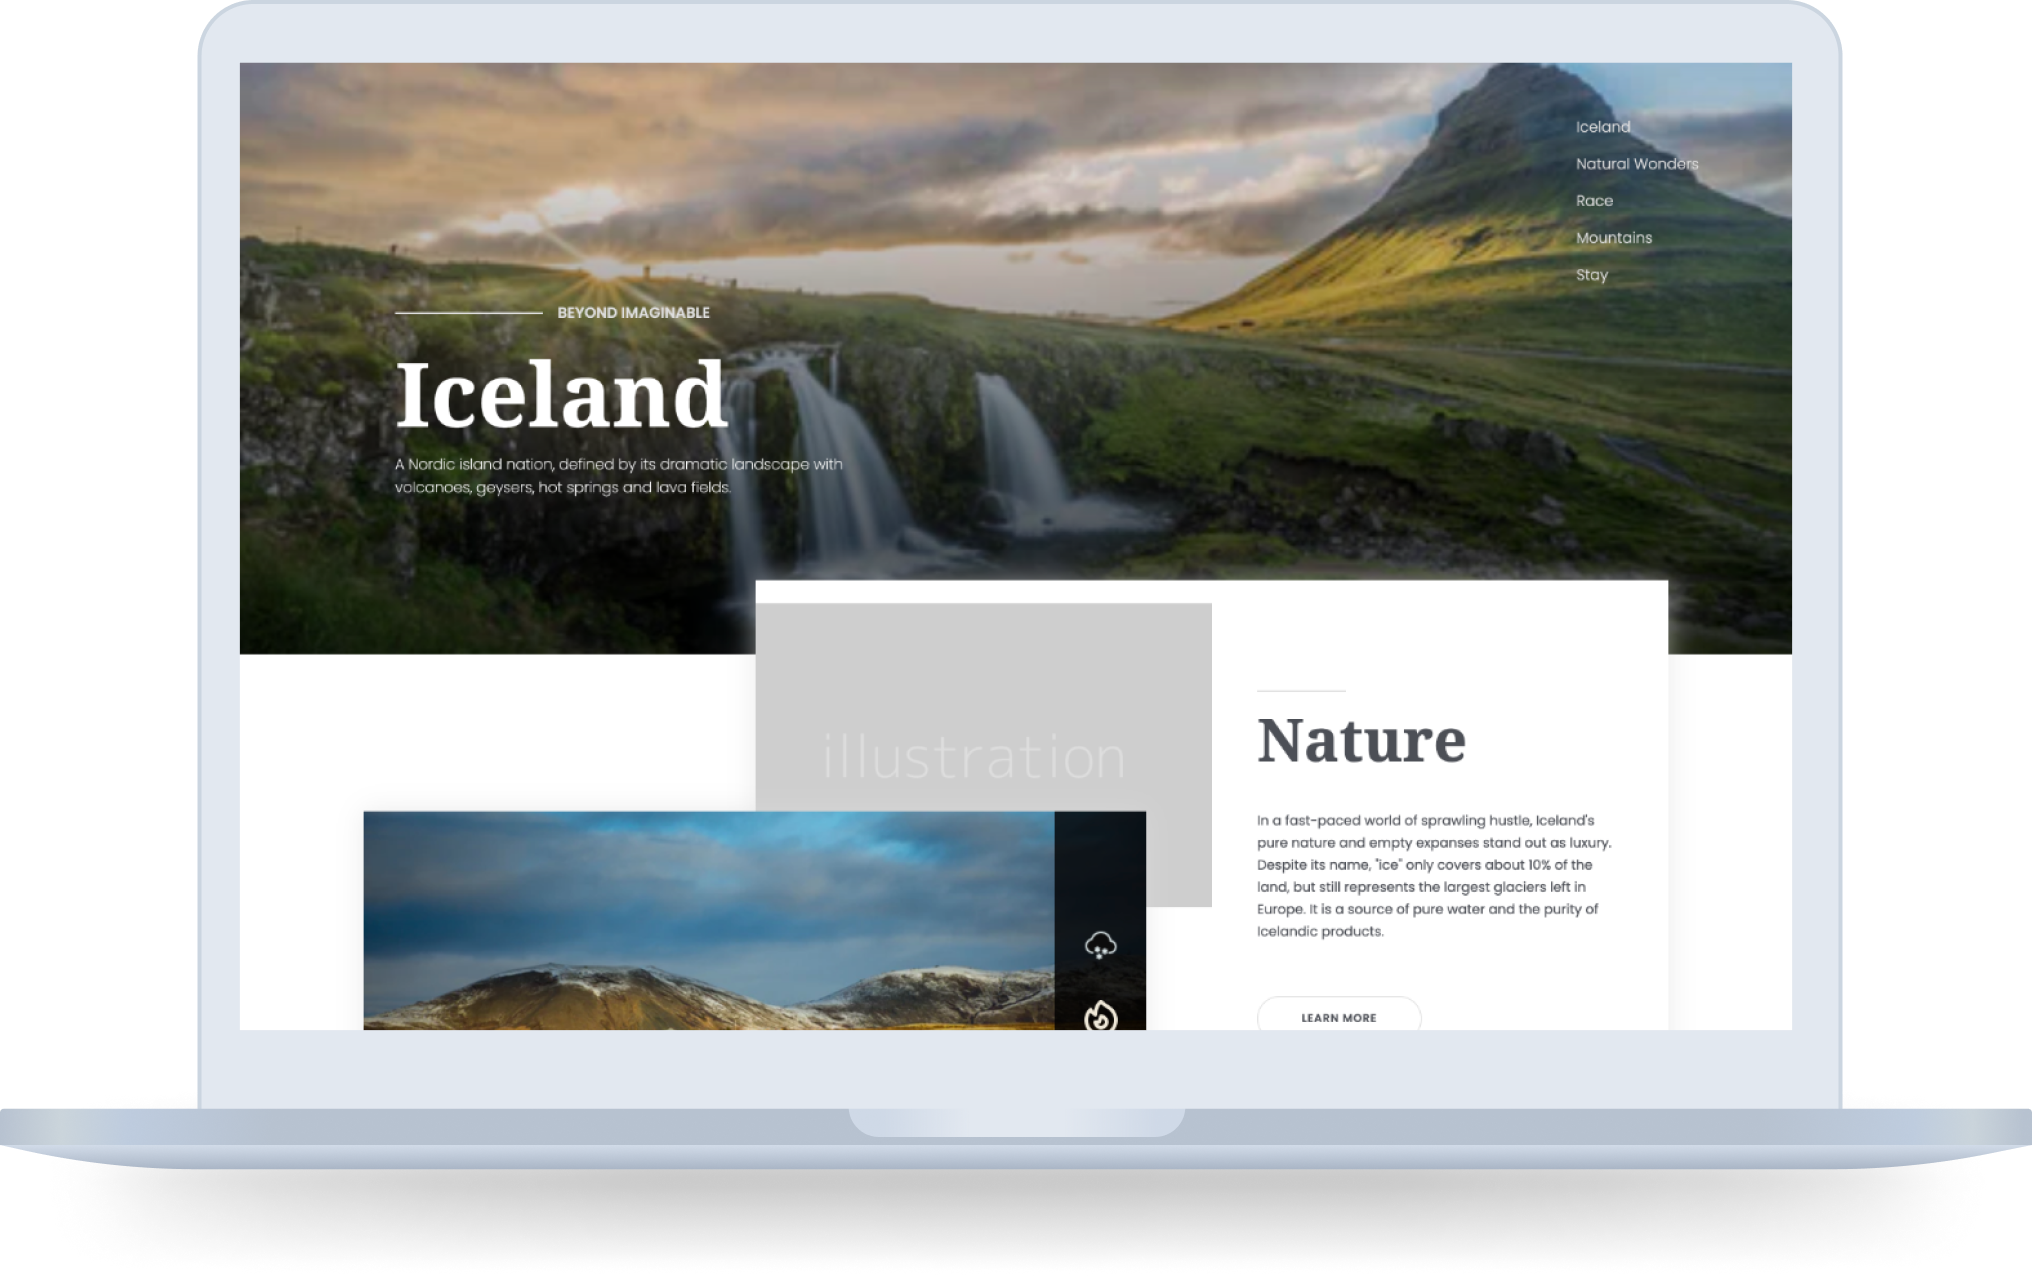 Iceland
Natural Wonders
Race
Mountains
Stay
BEYOND IMAGINABLE
Iceland
A Nordic island nation, defined by its dramatic landscape with
volcanoes, geysers, hot springs and lava fields.
illustration
Nature
In a fast-paced world of sprawling hustle, Iceland's
pure nature and empty expanses stand out as luxury.
Despite its name, "ice" only covers about 10% of the
land, but still represents the largest glaciers left in
Europe. It is a source of pure water and the purity of
Icelandic products.
LEARN MORE